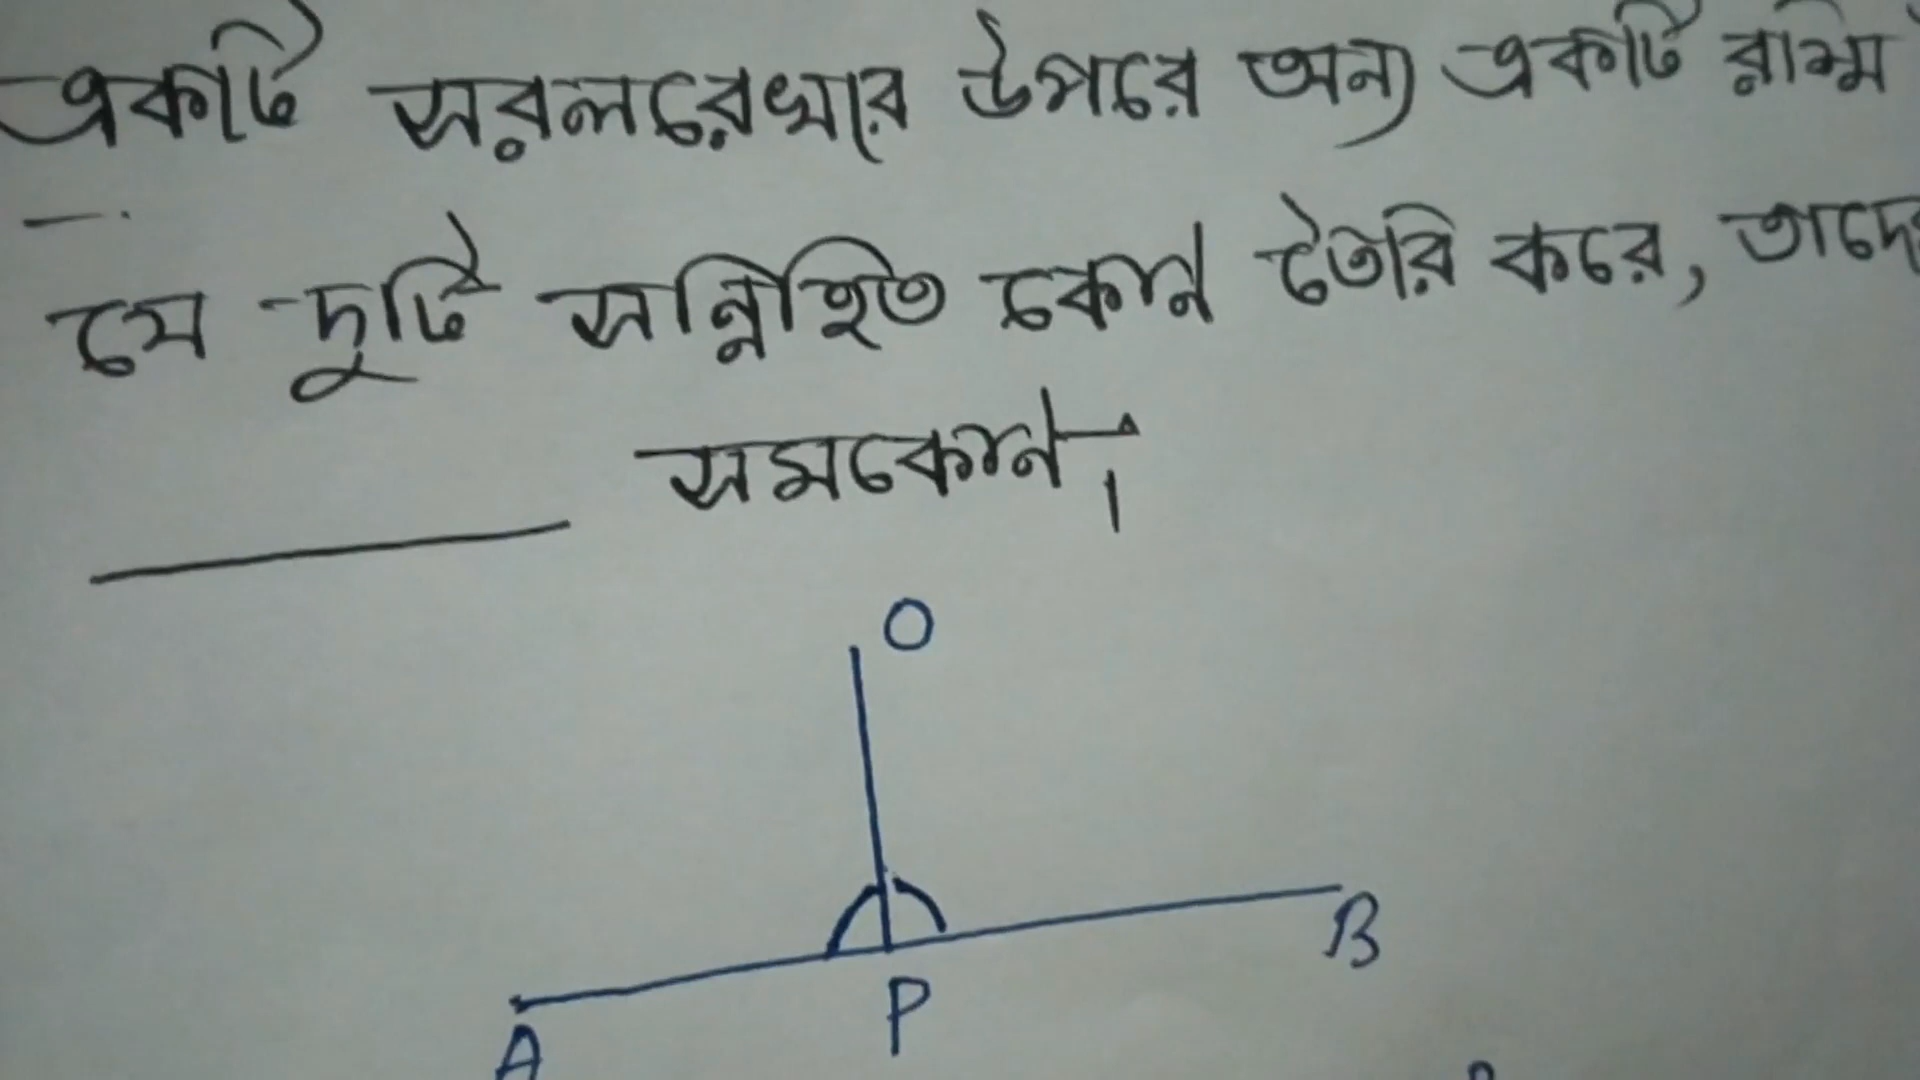 একটি সরলরেখার উপরে অন্য একটি রশ্মি
যে দুটি সন্নিহিত কোণ তৈরি করে, তাদের
সমকোণ।
O
B
P
A